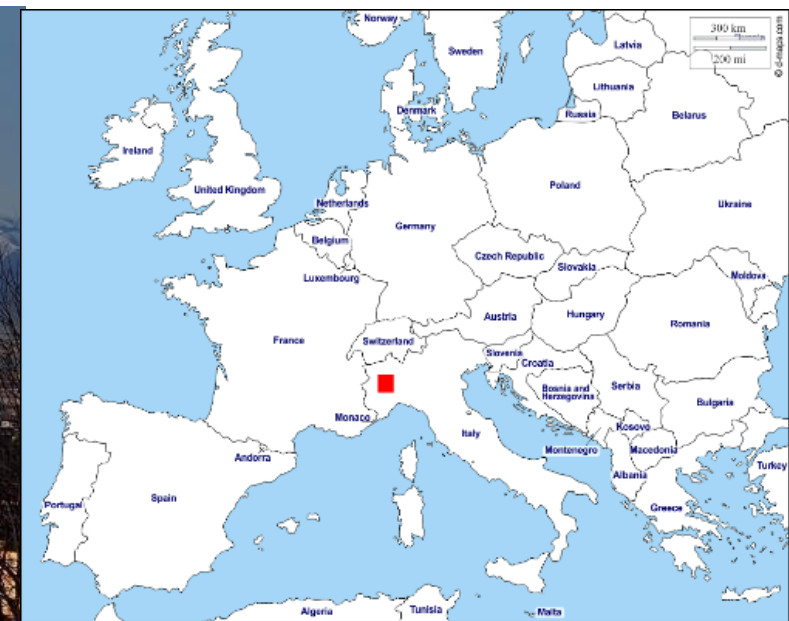 Norway
300 km
200 mi
© d-maps.com
Sweden
Latvia
Lithuania
Russia
Belarus
Denmark
Ireland
United Kingdom
Poland
Netherlands
Ukraine
Germany
Belgium
Czech Republic
Slovakia
Luxembourg
Moldova
Austria
Hungary
Romania
France
Switzerland
Slovenia
Croatia
Bosnia and
Herzegovina
Serbia
Bulgaria
Monaco
Kosovo
Italy
Montenegro
Macedonia
Andorra
Turkey
Albania
Spain
Portugal
Greece
Algeria
Tunisia
Malta